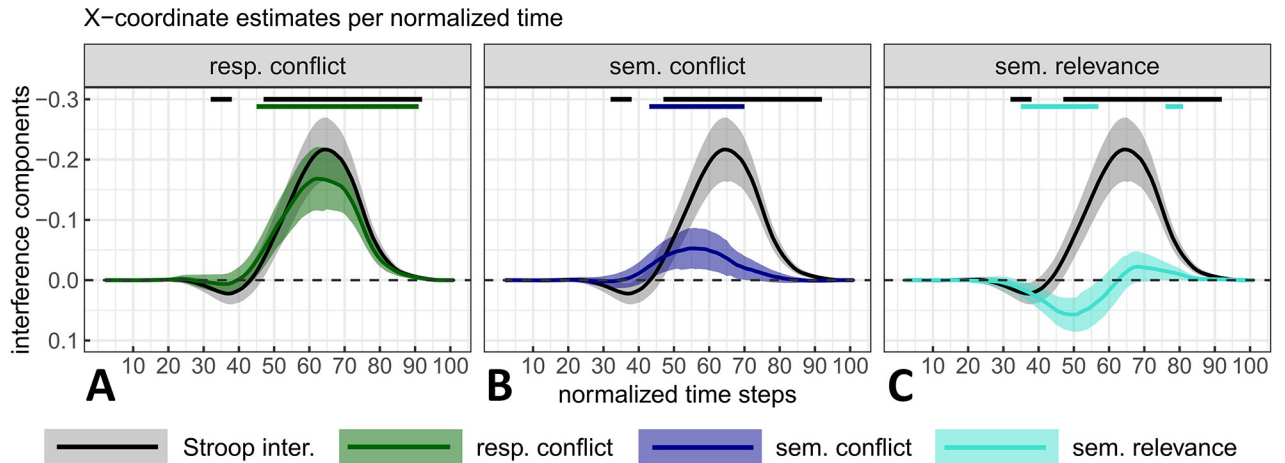 X−coordinate estimates per normalized time
resp. conflict
sem. conflict
sem. relevance
interference components
−0.3
−0.2
−0.1
0.0
0.1
10 20 30 40 50 60 70 80 90 100
10 20 30 40 50 60 70 80 90 100
10 20 30 40 50 60 70 80 90 100
A
B
C
normalized time steps
Stroop inter.
resp. conflict
sem. conflict
sem. relevance